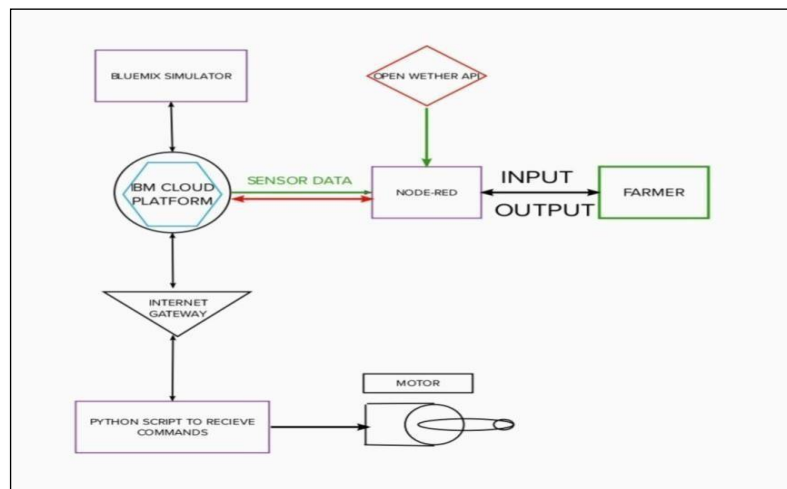 BLUEMIX SIMULATOR
OPEN WETHER API
IBM CLOUD
PLATFORM
SENSOR DATA
NODE-RED
INPUT
OUTPUT
FARMER
INTERNET
GATEWAY
MOTOR
PYTHON SCRIPT TO RECIEVE
COMMANDS